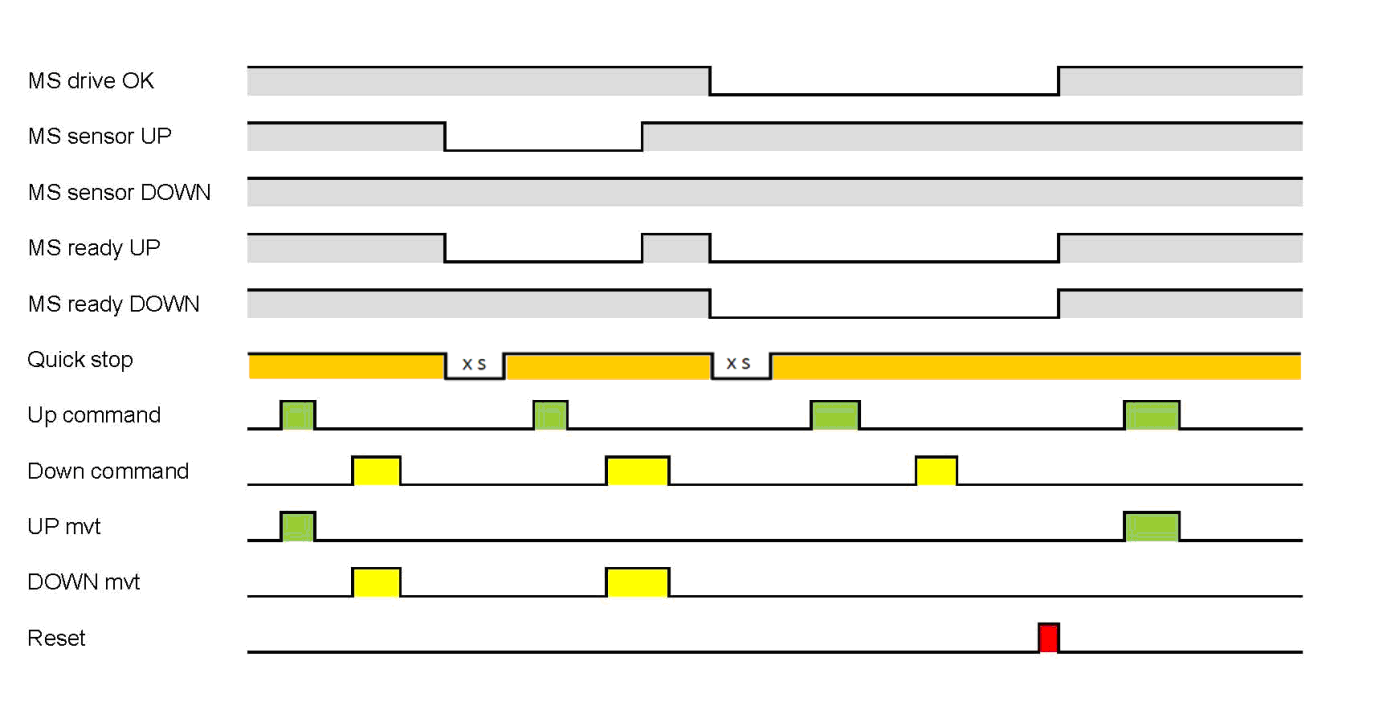 MS drive OK
MS sensor UP
MS sensor DOWN
MS ready UP
MS ready DOWN
Quick stop
x s
x s
Up command
Down command
UP mvt
DOWN mvt
Reset